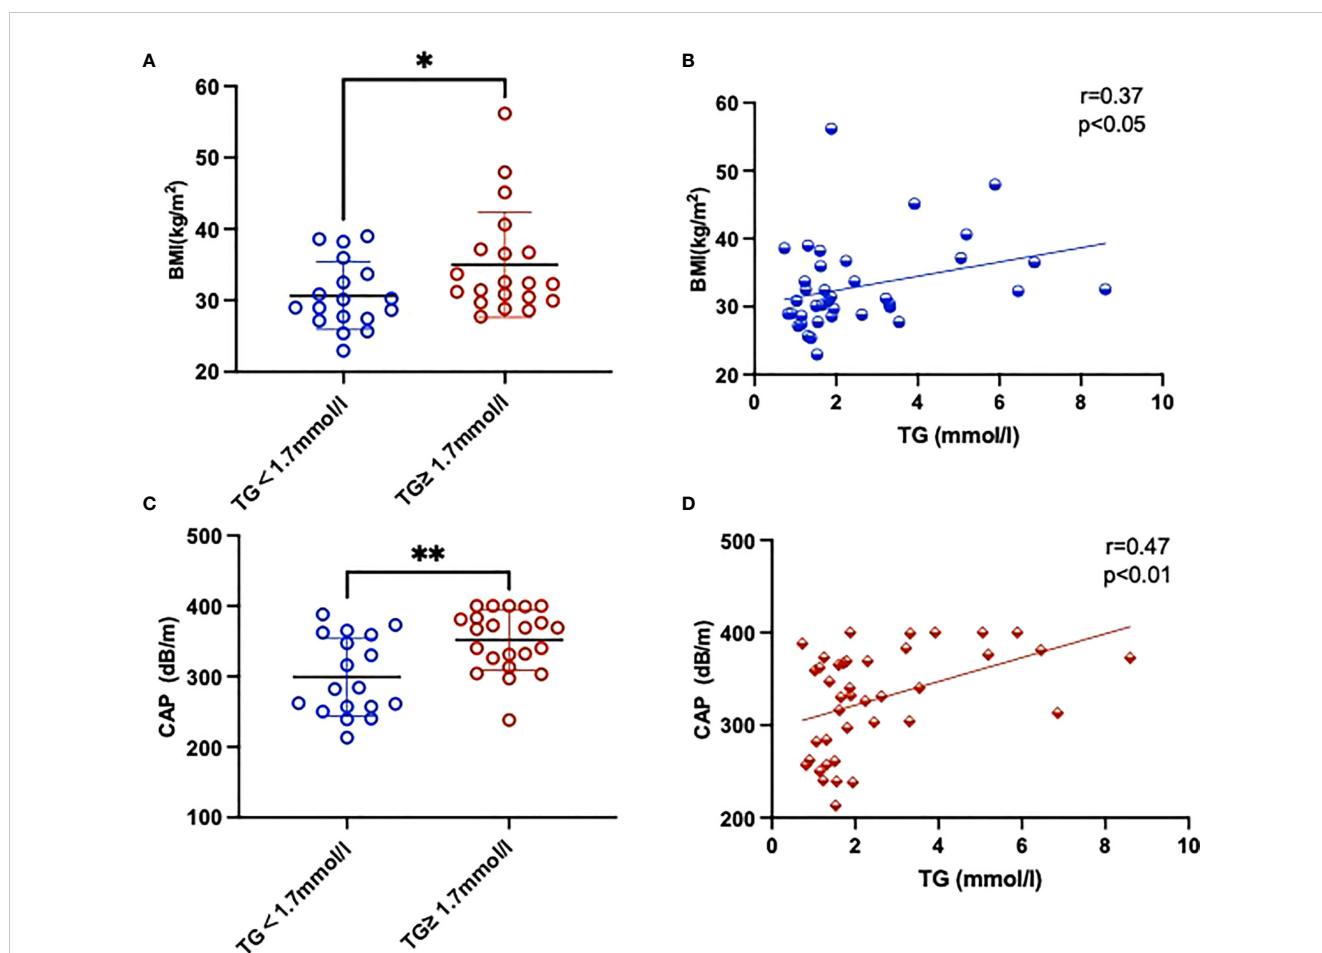 A
*
60
50
40
30
20
BMI(kg/m²)
TG < 1.7mmol/l
TG≥ 1.7mmol/l
B
r=0.37
p<0.05
60
50
40
30
20
BMI(kg/m²)
0 2 4 6 8 10
TG (mmol/l)
C
**
500
400
300
200
100
CAP (dB/m)
TG < 1.7mmol/l
TG≥ 1.7mmol/l
D
r=0.47
p<0.01
500
400
300
200
CAP (dB/m)
0 2 4 6 8 10
TG (mmol/l)